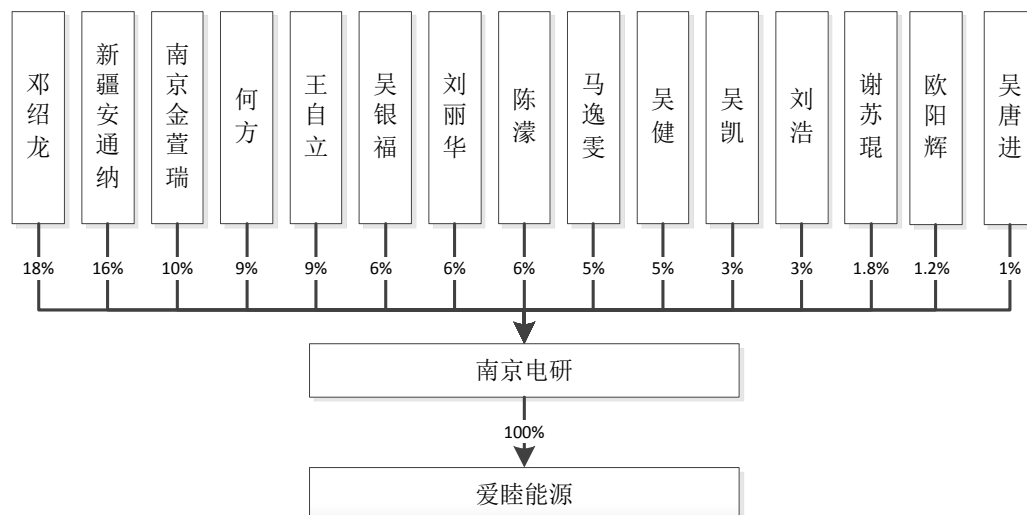 邓绍龙
新疆安通纳
南京金萱瑞
何方
王自立
吴银福
刘丽华
陈濛
马逸雯
吴健
吴凯
刘浩
谢苏琨
欧阳辉
吴唐进
18%
16%
10%
9%
9%
6%
6%
6%
5%
5%
3%
3%
1.8%
1.2%
1%
南京电研
100%
爱睦能源